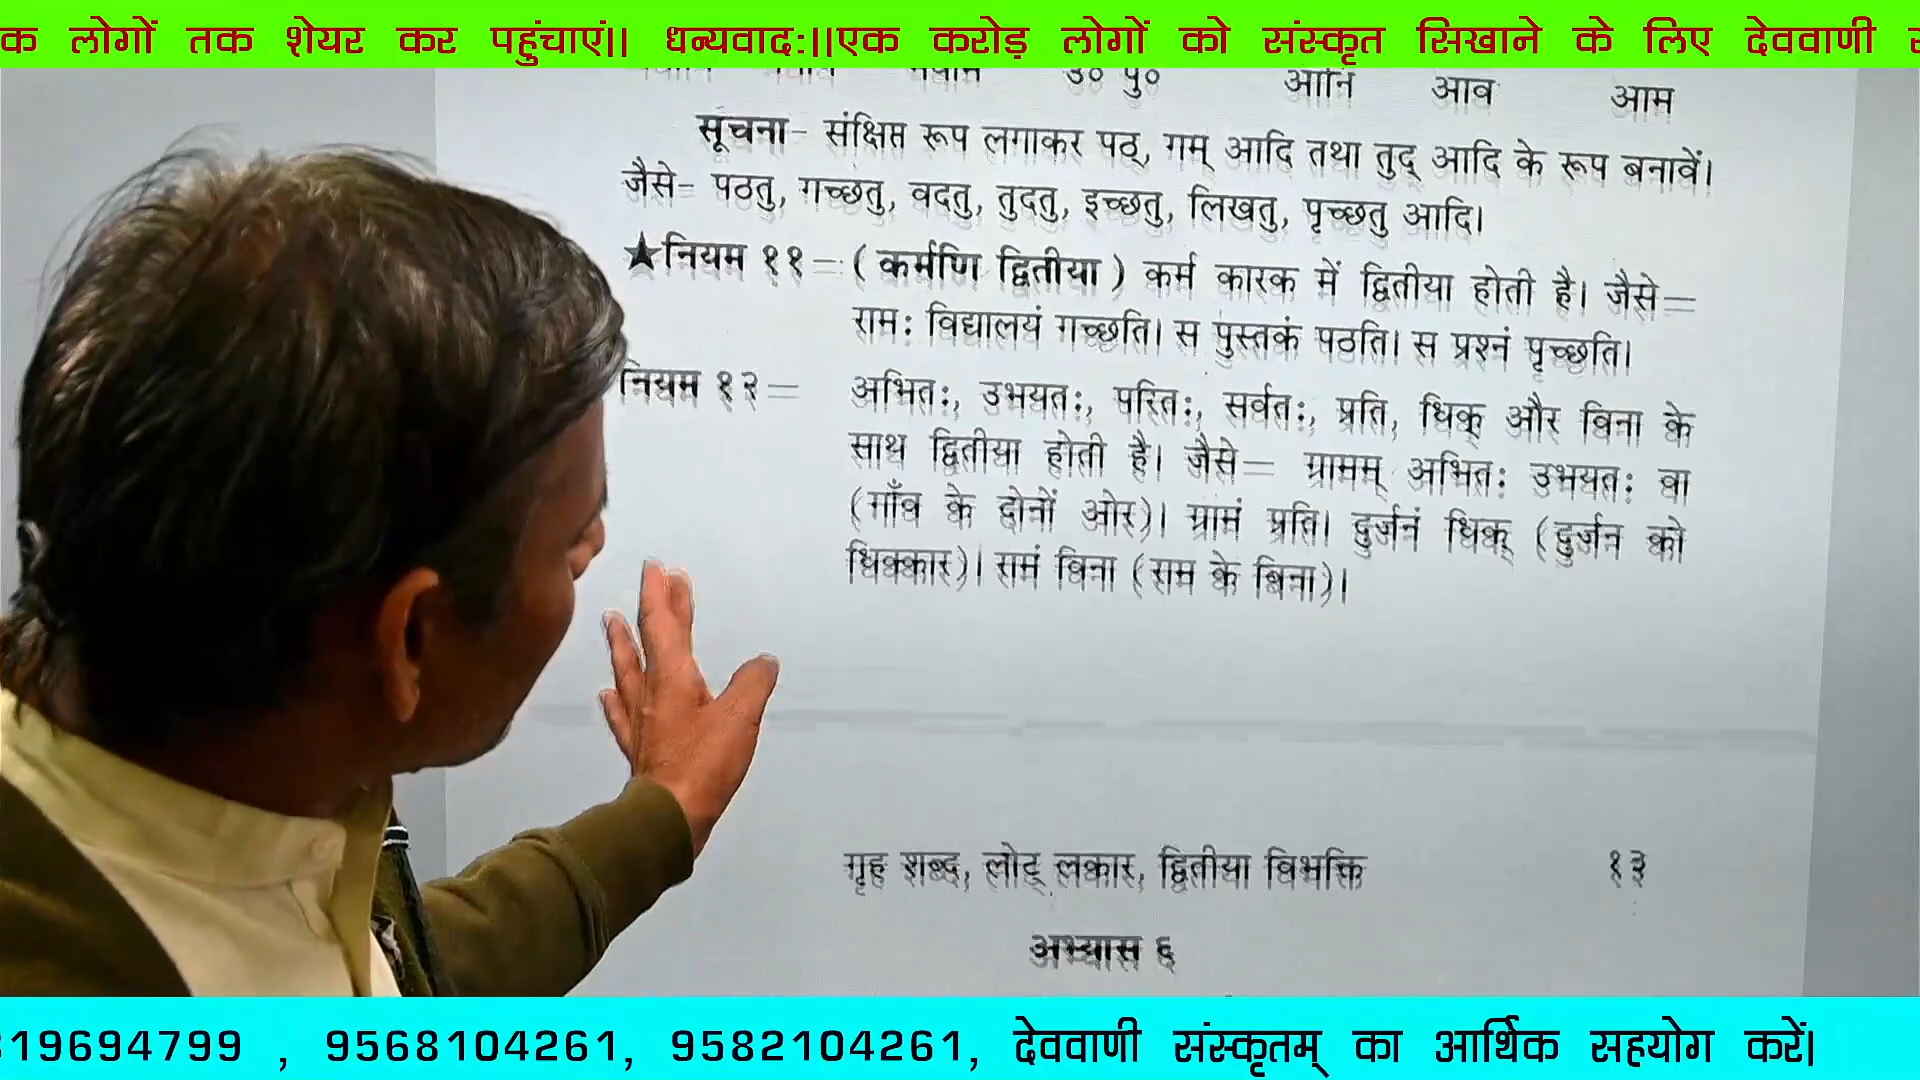 क लोगों तक शेयर कर पहुंचाएं।। धन्यवादः।।एक करोड़ लोगों को संस्कृत सिखाने के लिए देववाणी
उ० पु० आनि आव आम
सूचना- संक्षिप्त रूप लगाकर पठ्, गम् आदि तथा तुद् आदि के रूप बनावें।
जैसे= पठतु, गच्छतु, वदतु, तुदतु, इच्छतु, लिखतु, पृच्छतु आदि।
★नियम ११=( कर्मणि द्वितीया ) कर्म कारक में द्वितीया होती है। जैसे=
रामः विद्यालयं गच्छति। स पुस्तकं पठति। स प्रश्नं पृच्छति।
नियम १२= अभितः, उभयतः, परितः, सर्वतः, प्रति, धिक् और विना के
साथ द्वितीया होती है। जैसे= ग्रामम् अभितः उभयतः वा
(गाँव के दोनों ओर)। ग्रामं प्रति। दुर्जनं धिक् (दुर्जन को
धिक्कार)। रामं विना (राम के बिना)।
गृह शब्द, लोट् लकार, द्वितीया विभक्ति १३
अभ्यास ६
19694799 , 9568104261, 9582104261, देववाणी संस्कृतम् का आर्थिक सहयोग करें।